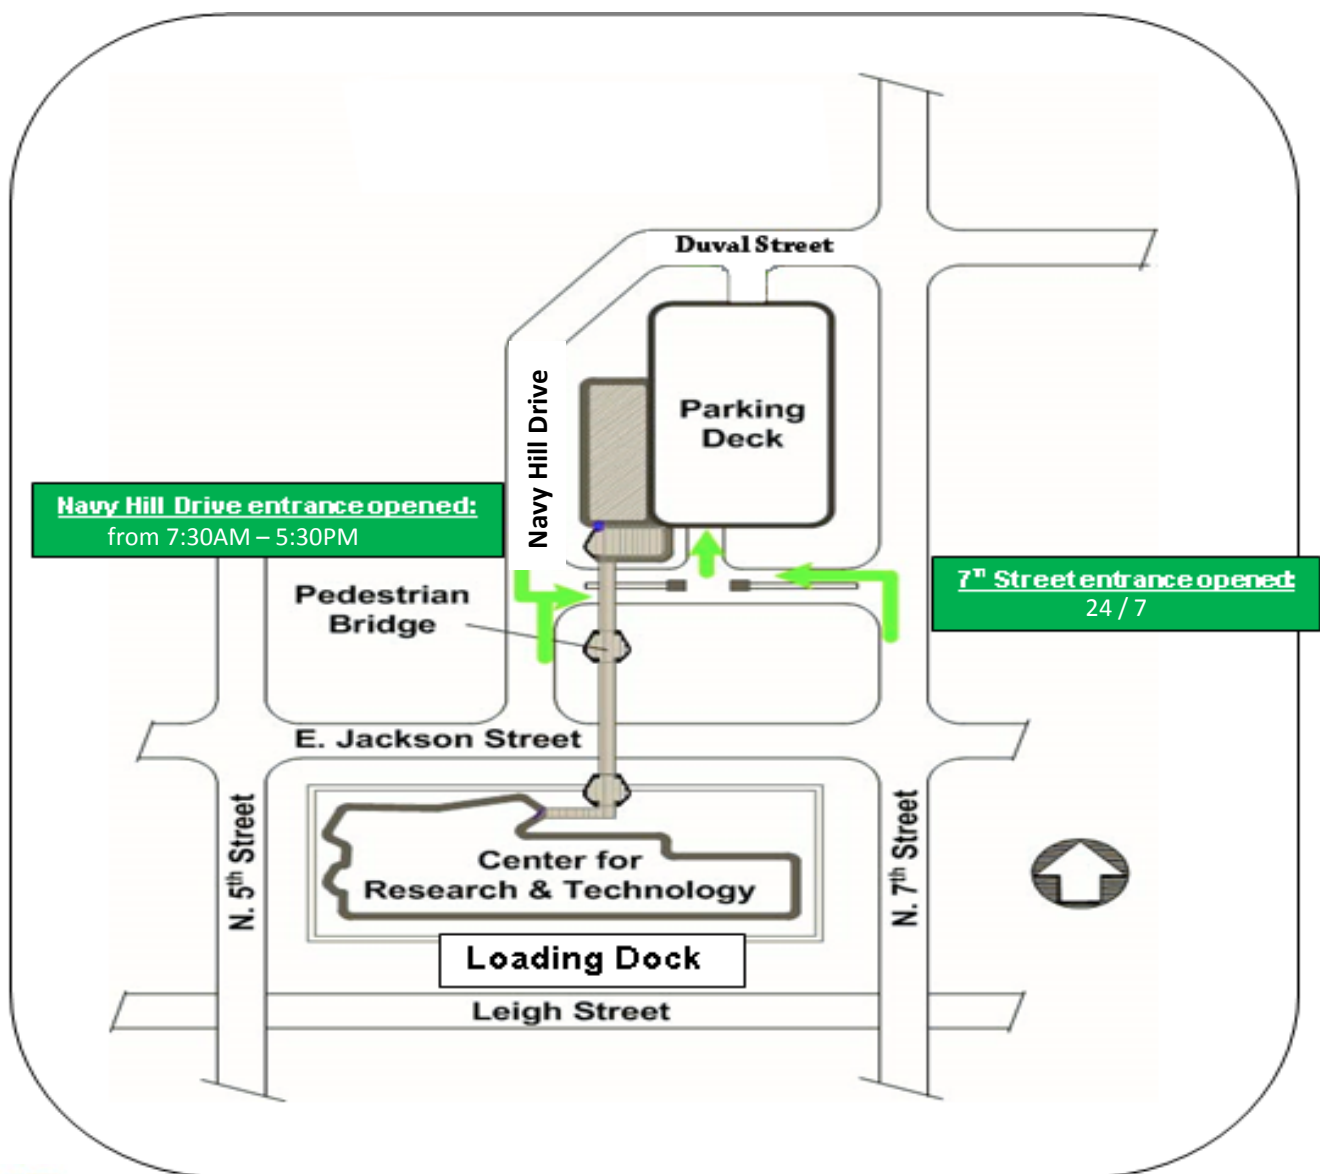 Duval Street
Navy Hill Drive
Parking
Deck
Navy Hill Drive entrance opened:
from 7:30AM – 5:30PM
7th Street entrance opened:
24 / 7
Pedestrian
Bridge
E. Jackson Street
N. 5th Street
N. 7th Street
Center for
Research & Technology
Loading Dock
Leigh Street